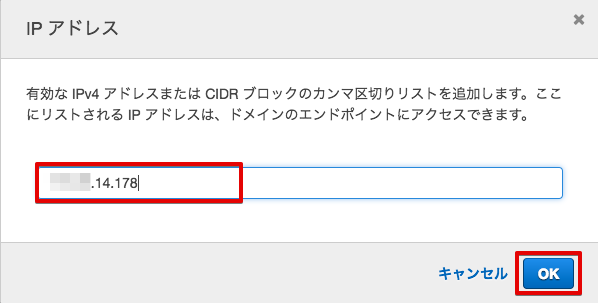 IP アドレス
有効な IPv4 アドレスまたは CIDR ブロックのカンマ区切りリストを追加します。ここ
にリストされる IP アドレスは、ドメインのエンドポイントにアクセスできます。
.14.178
キャンセル OK